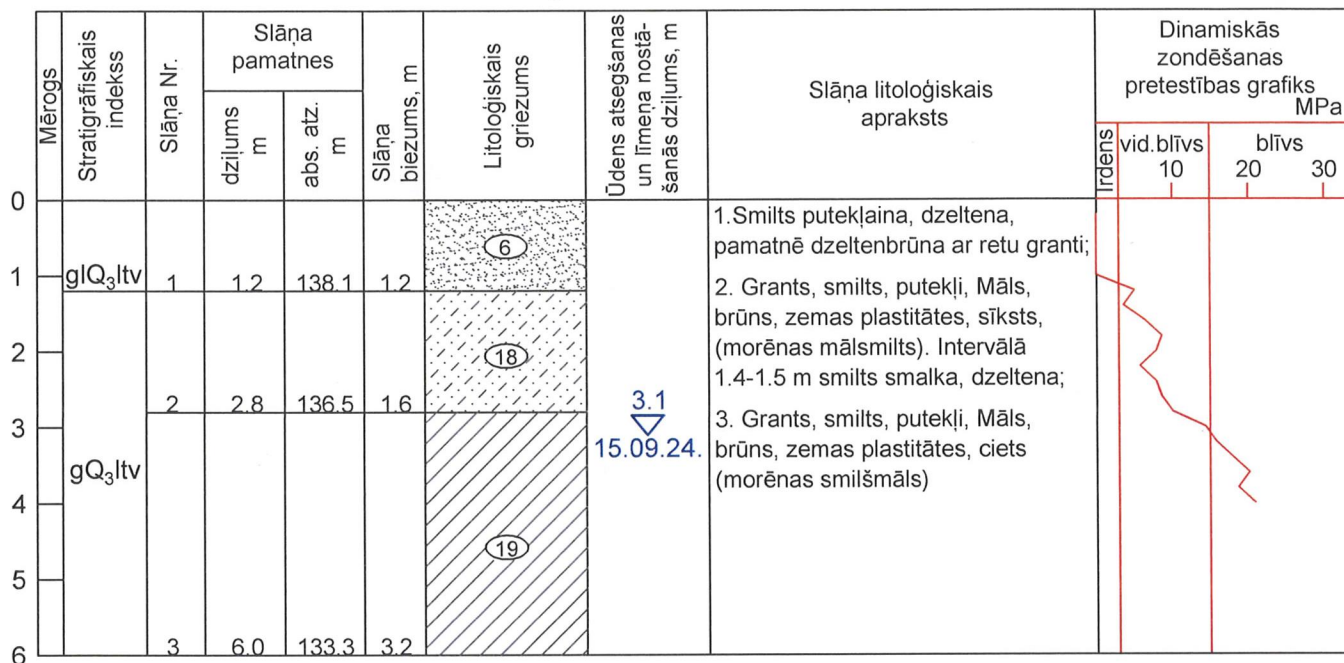 Mērogs
Stratigrāfiskais
indekss
Slāņa Nr.
Slāņa
pamatnes
dziļums
m
abs. atz.
m
Slāņa
biezums, m
Litoloģiskais
griezums
Ūdens atsegšanas
un līmeņa nostā-
šanās dziļums, m
Slāņa litoloģiskais
apraksts
Dinamiskās
zondēšanas
pretestības grafiks
MPa
Irdens
vid.blīvs
blīvs
10 20 30
0
1
2
3
4
5
6
glQ₃ltv
1 1.2 138.1 1.2
6
2 2.8 136.5 1.6
18
gQ₃ltv
3 6.0 133.3 3.2
19
3.1
15.09.24.
1.Smilts putekļaina, dzeltena,
pamatnē dzeltenbrūna ar retu granti;
2. Grants, smilts, putekļi, Māls,
brūns, zemas plastitātes, sīksts,
(morēnas mālsmilts). Intervālā
1.4-1.5 m smilts smalka, dzeltena;
3. Grants, smilts, putekļi, Māls,
brūns, zemas plastitātes, ciets
(morēnas smilšmāls)